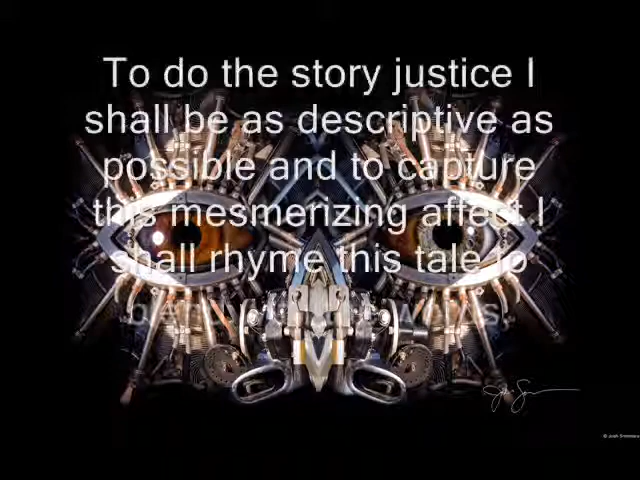 To do the story justice I
shall be as descriptive as
possible and to capture
this mesmerizing affect I
shall rhyme this tale to
words